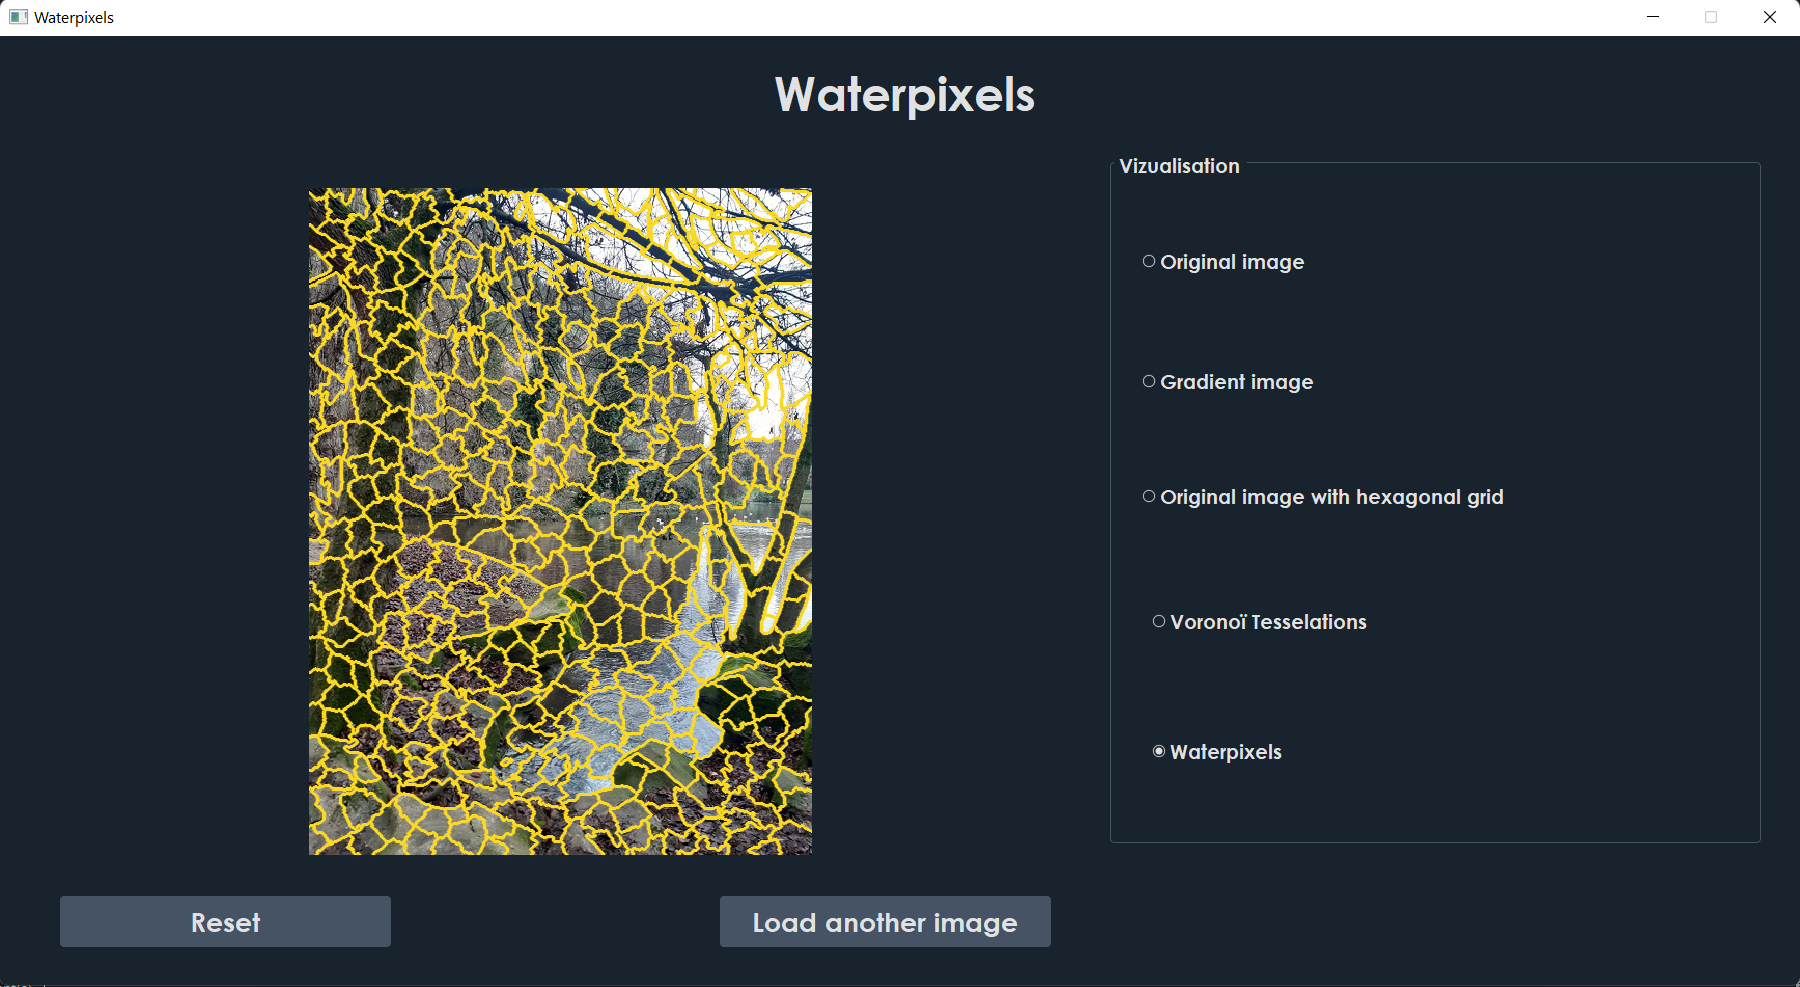 Waterpixels
Waterpixels
Vizualisation
Original image
Gradient image
Original image with hexagonal grid
Voronoï Tesselations
Waterpixels
Reset
Load another image